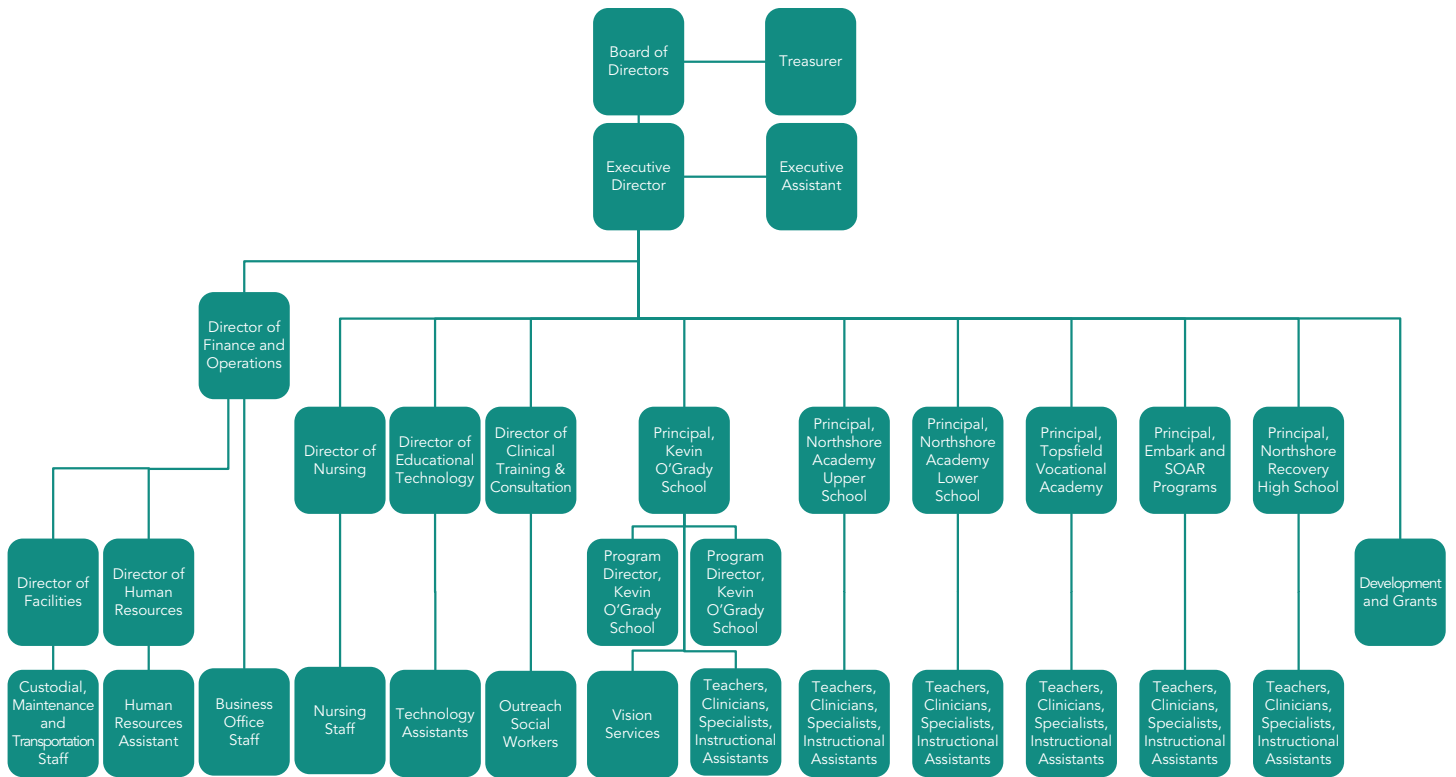 Board of
Directors
Treasurer
Executive
Director
Executive
Assistant
Director of
Finance and
Operations
Director of
Nursing
Director of
Educational
Technology
Director of
Clinical
Training &
Consultation
Principal,
Kevin
O’Grady
School
Principal,
Northshore
Academy
Upper
School
Principal,
Northshore
Academy
Lower
School
Principal,
Topsfield
Vocational
Academy
Principal,
Embark and
SOAR
Programs
Principal,
Northshore
Recovery
High School
Director of
Facilities
Director of
Human
Resources
Program
Director,
Kevin
O’Grady
School
Program
Director,
Kevin
O’Grady
School
Development
and Grants
Custodial,
Maintenance
and
Transportation
Staff
Human
Resources
Assistant
Business
Office
Staff
Nursing
Staff
Technology
Assistants
Outreach
Social
Workers
Vision
Services
Teachers,
Clinicians,
Specialists,
Instructional
Assistants
Teachers,
Clinicians,
Specialists,
Instructional
Assistants
Teachers,
Clinicians,
Specialists,
Instructional
Assistants
Teachers,
Clinicians,
Specialists,
Instructional
Assistants
Teachers,
Clinicians,
Specialists,
Instructional
Assistants
Teachers,
Clinicians,
Specialists,
Instructional
Assistants